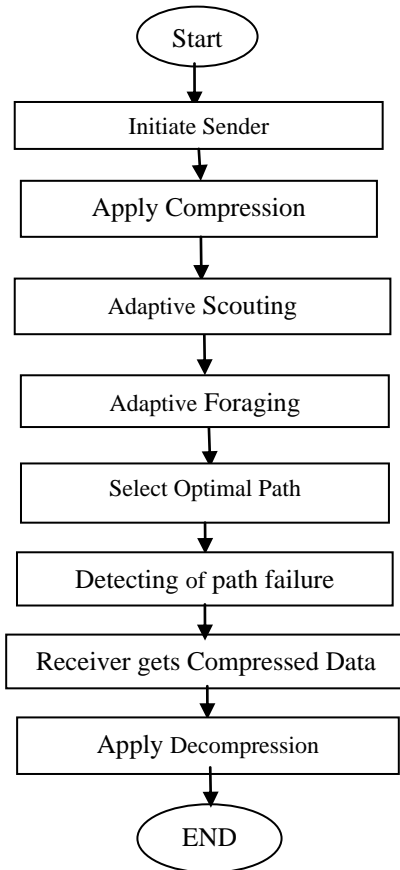 Start
Initiate Sender
Apply Compression
Adaptive Scouting
Adaptive Foraging
Select Optimal Path
Detecting of path failure
Receiver gets Compressed Data
Apply Decompression
END